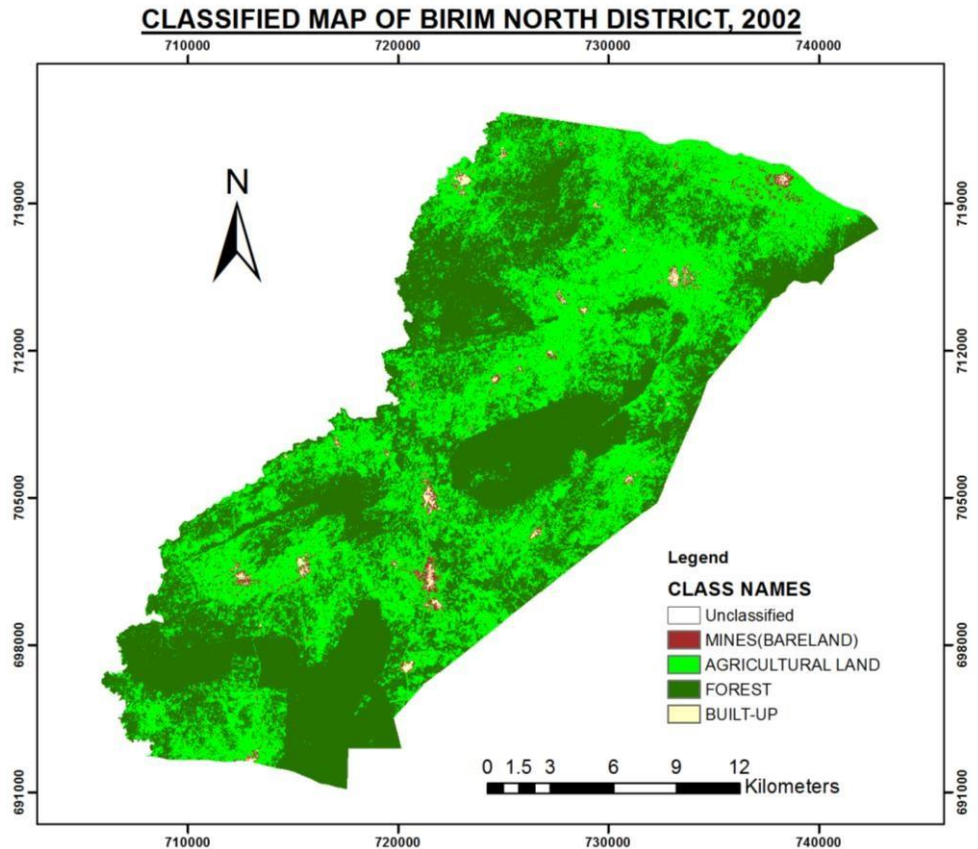 CLASSIFIED MAP OF BIRIM NORTH DISTRICT, 2002
710000 720000 730000 740000
N
719000 719000
712000 712000
705000 705000
Legend
CLASS NAMES
Unclassified
MINES(BARELAND)
698000 698000
AGRICULTURAL LAND
FOREST
BUILT-UP
0 1.5 3 6 9 12
Kilometers
691000 691000
710000 720000 730000 740000